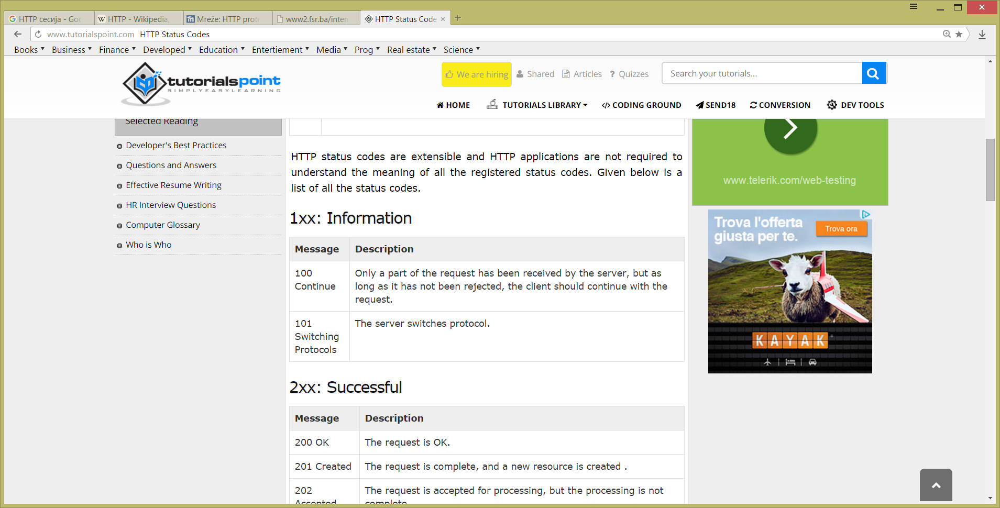 HTTP сесија - Go
HTTP - Wikipedia,
Mreže: HTTP prot
www2.fsr.ba/inter
HTTP Status Code
www.tutorialspoint.com HTTP Status Codes
Books Business Finance Developed Education Entertiement Media Prog Real estate Science
tutorialspoint
SIMPLYEASYLEARNING
We are hiring Shared Articles ? Quizzes
Search your tutorials...
HOME TUTORIALS LIBRARY </> CODING GROUND SEND18 CONVERSION DEV TOOLS
Selected Reading
Developer's Best Practices
Questions and Answers
Effective Resume Writing
HR Interview Questions
Computer Glossary
Who is Who
HTTP status codes are extensible and HTTP applications are not required to
understand the meaning of all the registered status codes. Given below is a
list of all the status codes.
1xx: Information
Message Description
100
Continue
Only a part of the request has been received by the server, but as
long as it has not been rejected, the client should continue with the
request.
101
Switching
Protocols
The server switches protocol.
2xx: Successful
Message Description
200 OK The request is OK.
201 Created The request is complete, and a new resource is created .
202
Accepted
The request is accepted for processing, but the processing is not
complete.
www.telerik.com/web-testing
Trova l'offerta
giusta per te.
Trova ora
KAYAK